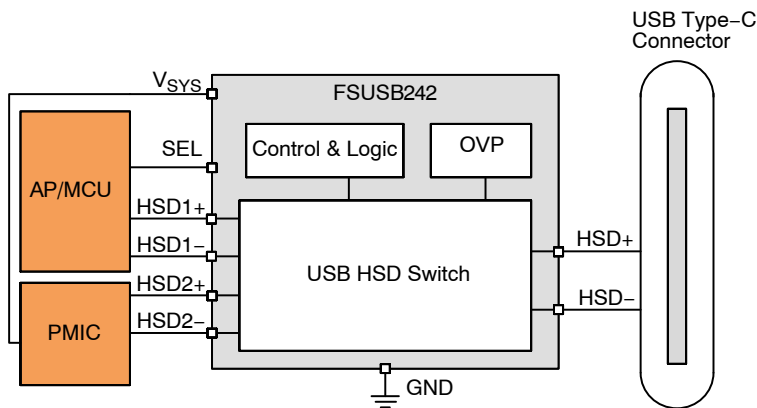 USB Type−C
Connector
VSYS
FSUSB242
SEL
Control & Logic
OVP
AP/MCU
HSD1+
HSD1−
HSD+
USB HSD Switch
HSD2+
HSD−
PMIC
HSD2−
GND